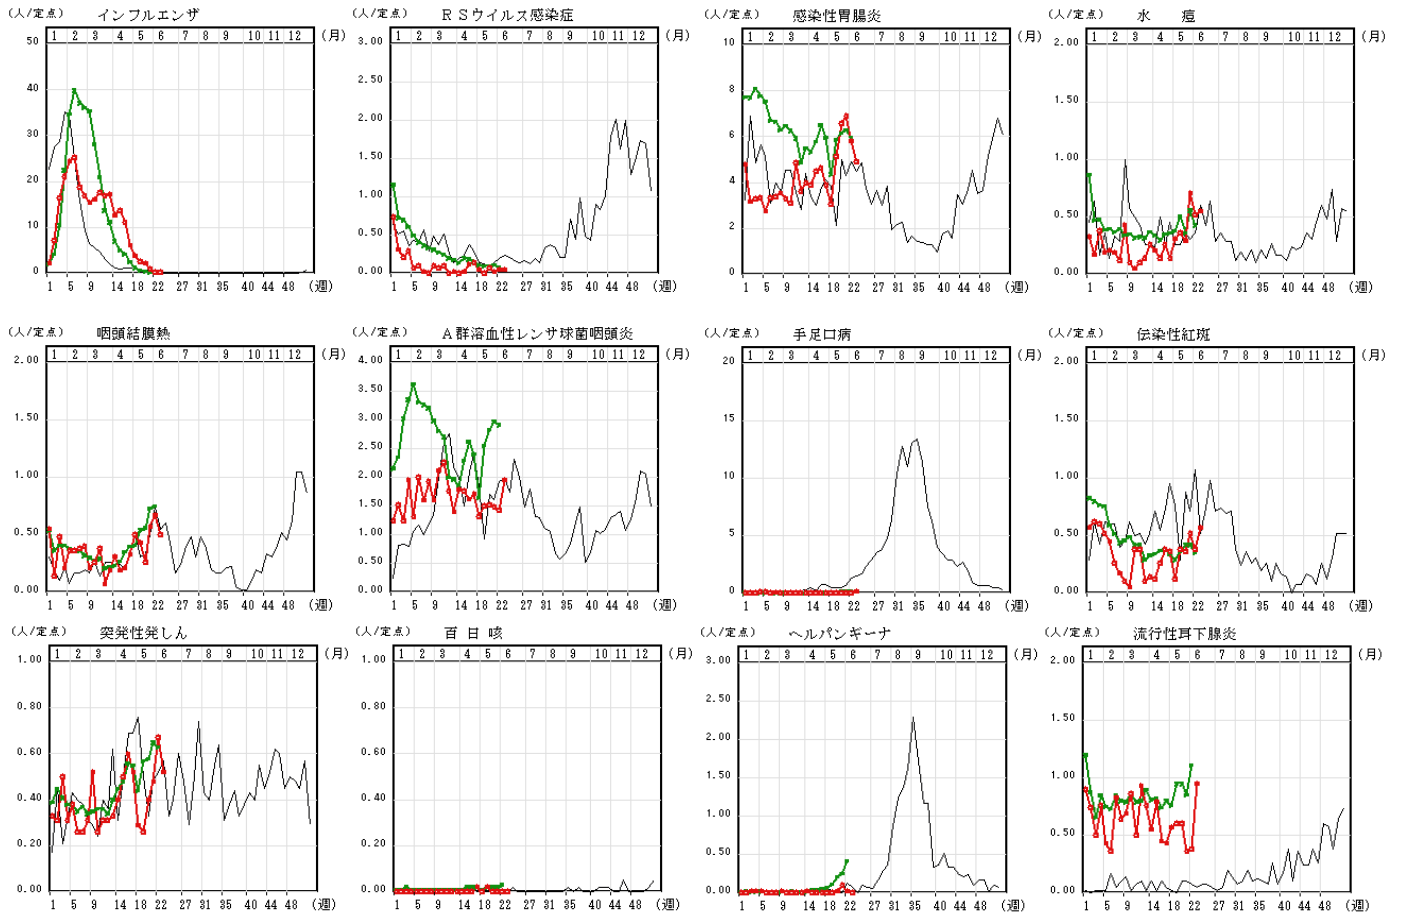 (人/定点) インフルエンザ
1 2 3 4 5 6 7 8 9 10 11 12 (月)
50
40
30
20
10
0
1 5 9 14 18 22 27 31 35 40 44 48 (週)
(人/定点) ＲＳウイルス感染症
1 2 3 4 5 6 7 8 9 10 11 12 (月)
3.00
2.50
2.00
1.50
1.00
0.50
0.00
1 5 9 14 18 22 27 31 35 40 44 48 (週)
(人/定点) 感染性胃腸炎
1 2 3 4 5 6 7 8 9 10 11 12 (月)
10
8
6
4
2
0
1 5 9 14 18 22 27 31 35 40 44 48 (週)
(人/定点) 水 痘
1 2 3 4 5 6 7 8 9 10 11 12 (月)
2.00
1.50
1.00
0.50
0.00
1 5 9 14 18 22 27 31 35 40 44 48 (週)
(人/定点) 咽頭結膜熱
1 2 3 4 5 6 7 8 9 10 11 12 (月)
2.00
1.50
1.00
0.50
0.00
1 5 9 14 18 22 27 31 35 40 44 48 (週)
(人/定点) Ａ群溶血性レンサ球菌咽頭炎
1 2 3 4 5 6 7 8 9 10 11 12 (月)
4.00
3.50
3.00
2.50
2.00
1.50
1.00
0.50
0.00
1 5 9 14 18 22 27 31 35 40 44 48 (週)
(人/定点) 手足口病
1 2 3 4 5 6 7 8 9 10 11 12 (月)
20
15
10
5
0
1 5 9 14 18 22 27 31 35 40 44 48 (週)
(人/定点) 伝染性紅斑
1 2 3 4 5 6 7 8 9 10 11 12 (月)
2.00
1.50
1.00
0.50
0.00
1 5 9 14 18 22 27 31 35 40 44 48 (週)
(人/定点) 突発性発しん
1 2 3 4 5 6 7 8 9 10 11 12 (月)
1.00
0.80
0.60
0.40
0.20
0.00
1 5 9 14 18 22 27 31 35 40 44 48 (週)
(人/定点) 百 日 咳
1 2 3 4 5 6 7 8 9 10 11 12 (月)
1.00
0.80
0.60
0.40
0.20
0.00
1 5 9 14 18 22 27 31 35 40 44 48 (週)
(人/定点) ヘルパンギーナ
1 2 3 4 5 6 7 8 9 10 11 12 (月)
3.00
2.50
2.00
1.50
1.00
0.50
0.00
1 5 9 14 18 22 27 31 35 40 44 48 (週)
(人/定点) 流行性耳下腺炎
1 2 3 4 5 6 7 8 9 10 11 12 (月)
2.00
1.50
1.00
0.50
0.00
1 5 9 14 18 22 27 31 35 40 44 48 (週)